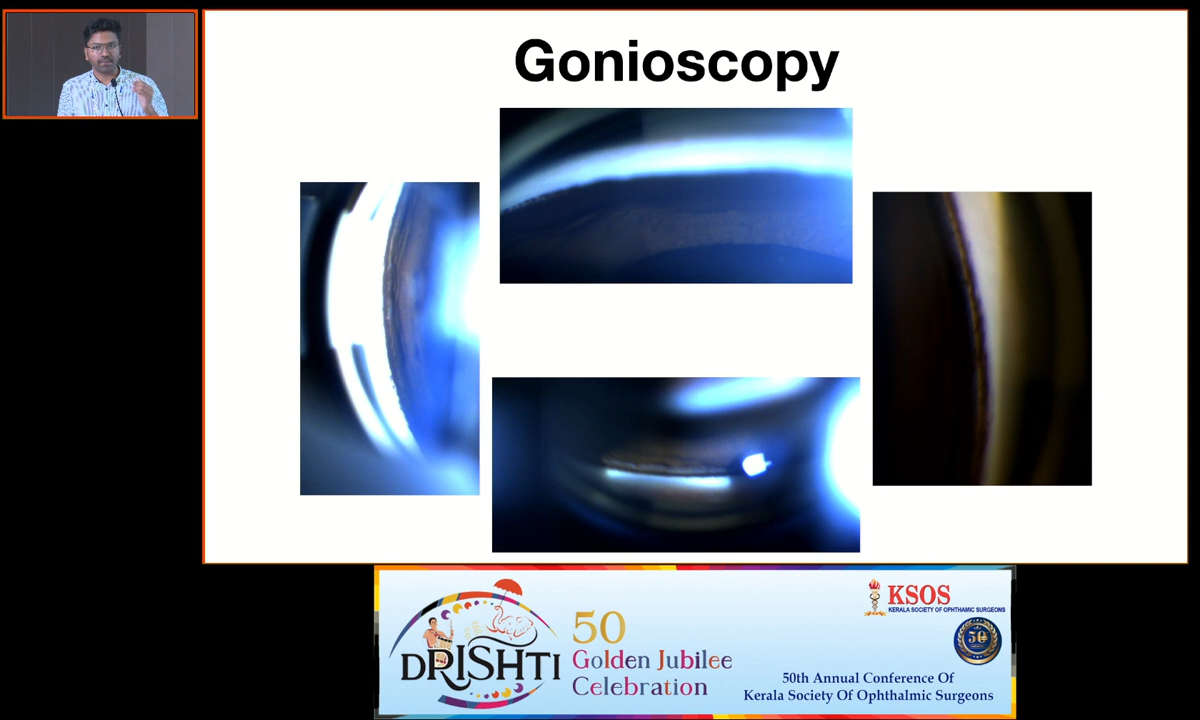 Gonioscopy
DRISHTI
50
Golden Jubilee
Celebration
KSOS
KERALA SOCIETY OF OPHTHAMIC SURGEONS
50
50th Annual Conference Of
Kerala Society Of Ophthalmic Surgeons